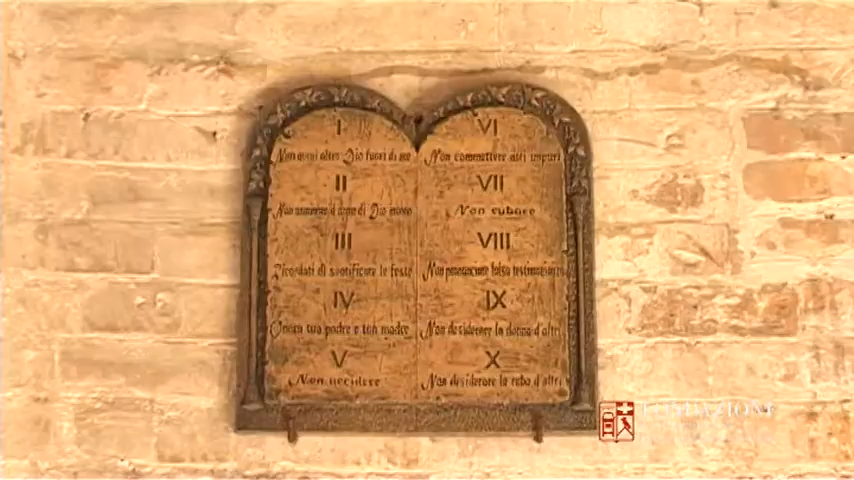 I
Non avrai altro Dio fuori di me
II
Non nominare il nome di Dio invano
III
Ricordati di santificare le feste
IV
Onora tuo padre e tua madre
V
Non uccidere
VI
Non commettere atti impuri
VII
Non rubare
VIII
Non pronunciare falsa testimonianza
IX
Non desiderare la donna d'altri
X
Non desiderare la roba d'altri
FONDAZIONE